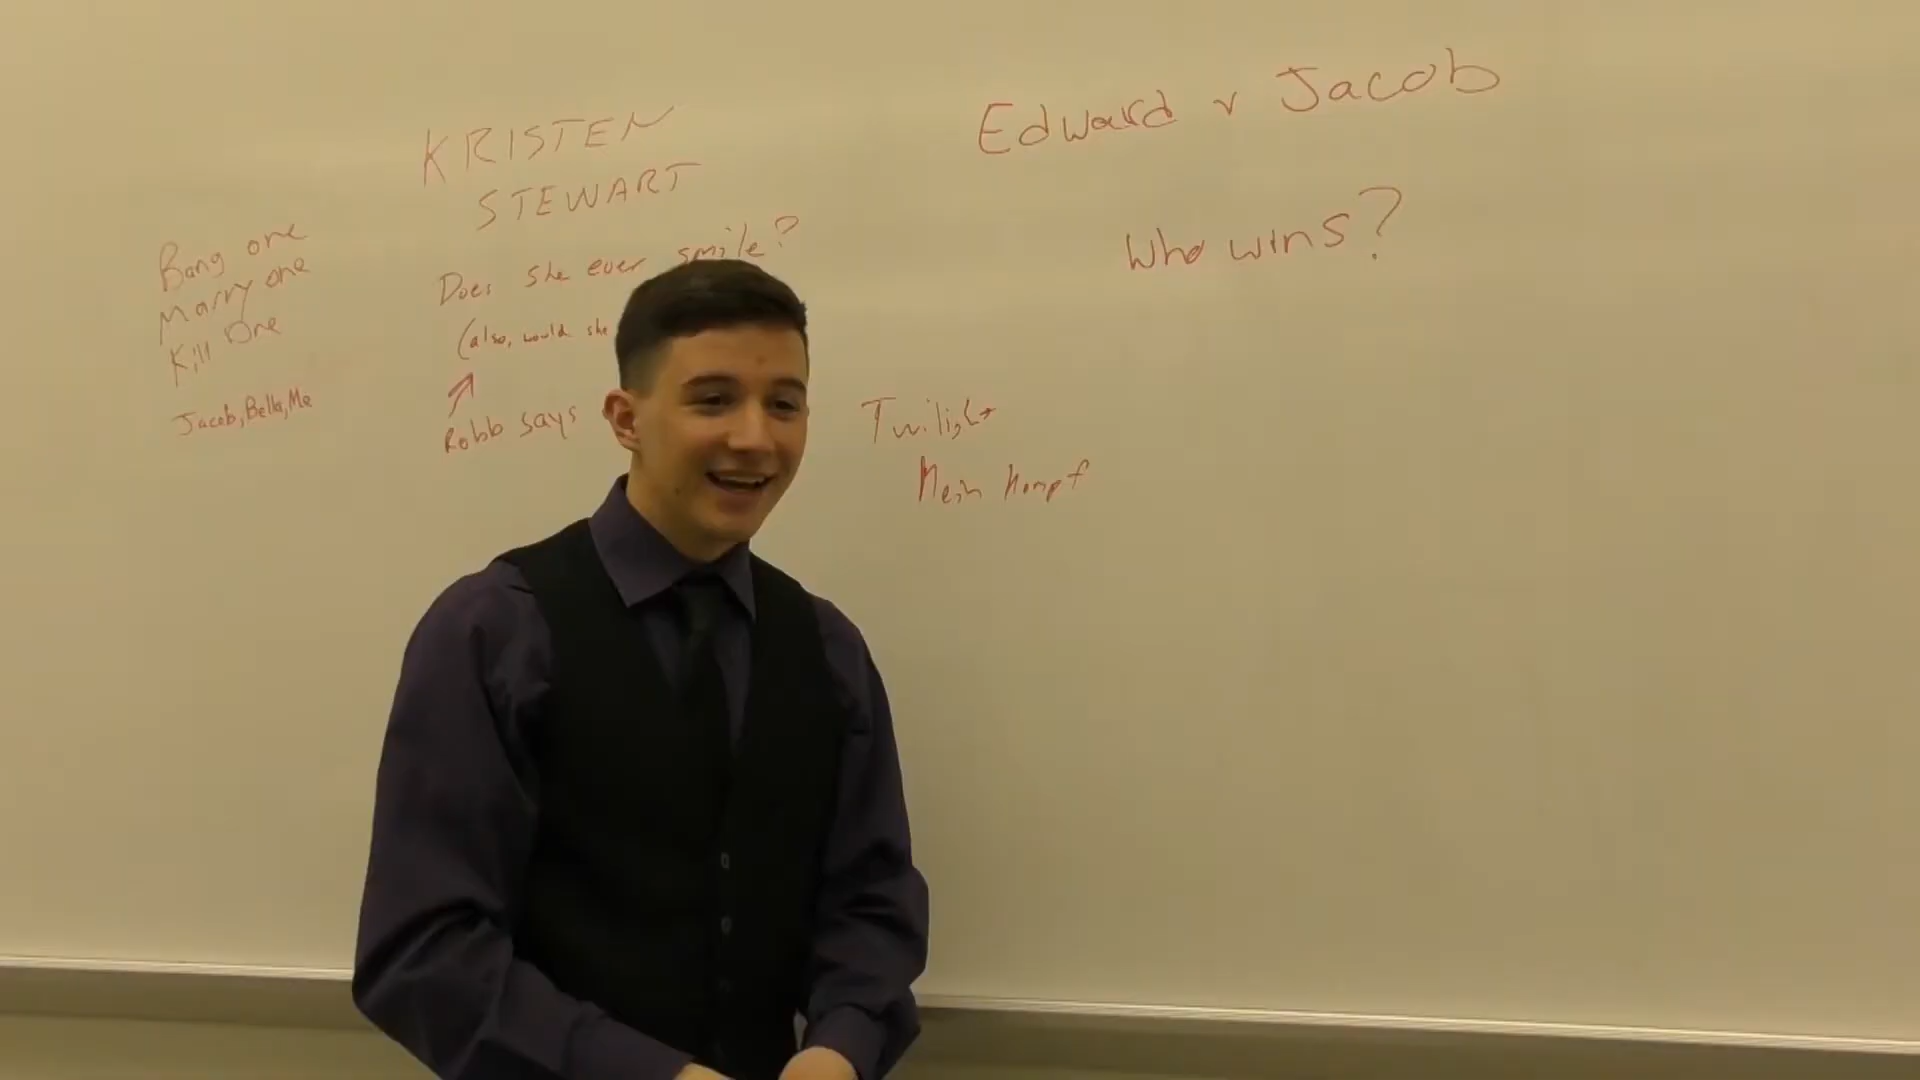 Bang one
Marry one
Kill One
Jacob, Bella, Me
KRISTEN
STEWART
Does she ever smile?
(also, would she
Robb says
Edward v Jacob
Who wins?
Twilight
Mein Kampf